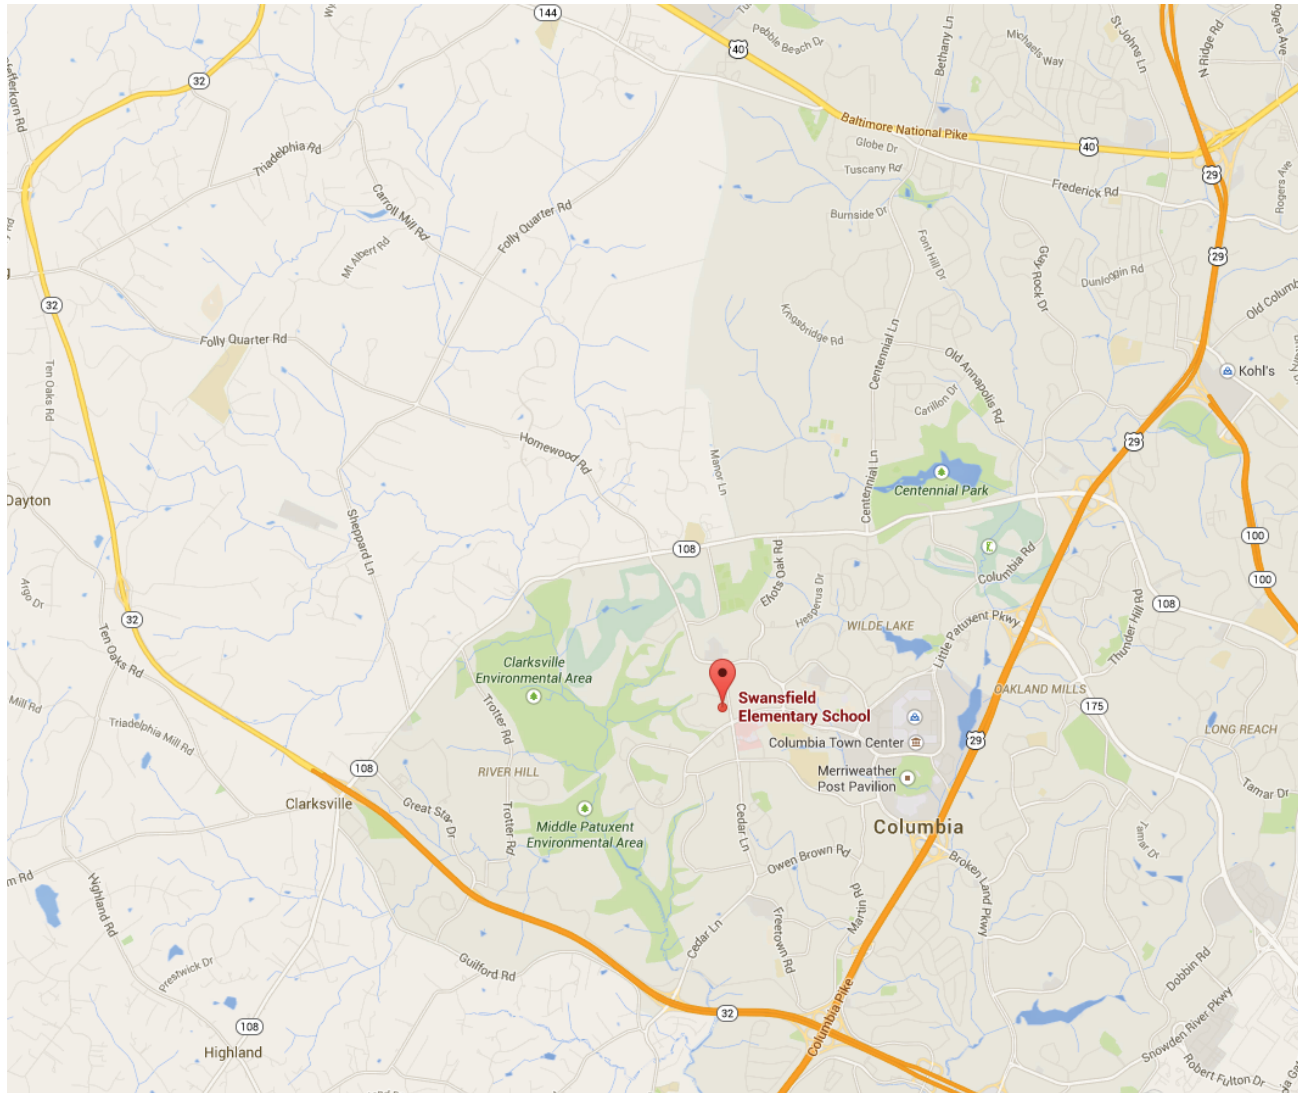 144
40
Pebble Beach Dr
Bethany Ln
Michaels Way
St Johns Ln
N Ridge Rd
Rogers Ave
32
Triadelphia Rd
Baltimore National Pike
40
Globe Dr
Tuscany Rd
Frederick Rd
29
Rogers Ave
Carroll Mill Rd
Folly Quarter Rd
Mt Albert Rd
Burnside Dr
Font Hill Dr
Gray Rock Dr
29
32
Kingsbridge Rd
Old Columb
Folly Quarter Rd
Ten Oaks Rd
Centennial Ln
Old Annapolis Rd
Carillon Dr
Kohl's
29
Homewood Rd
Manor Ln
Centennial Ln
Centennial Park
Dayton
Sheppard Ln
108
100
100
Columbia Rd
Argo Dr
Eliots Oak Rd
Hesperus Dr
108
32
Ten Oaks Rd
WILDE LAKE
Little Patuxent Pkwy
Thunder Hill Rd
Clarksville
Environmental Area
OAKLAND MILLS
Mill Rd
Triadelphia Mill Rd
Trotter Rd
Swansfield
Elementary School
175
LONG REACH
Columbia Town Center
29
108
RIVER HILL
Merriweather
Post Pavilion
Clarksville
Great Star Dr
Trotter Rd
Middle Patuxent
Environmental Area
Cedar Ln
Columbia
Tamar Dr
Tamar Dr
Owen Brown Rd
Broken Land Pkwy
m Rd
Highland Rd
Martin Rd
Freetown Rd
Cedar Ln
Prestwick Dr
Guilford Rd
Dobbin Rd
32
Columbia Pike
Snowden River Pkwy
108
Highland
Robert Fulton Dr